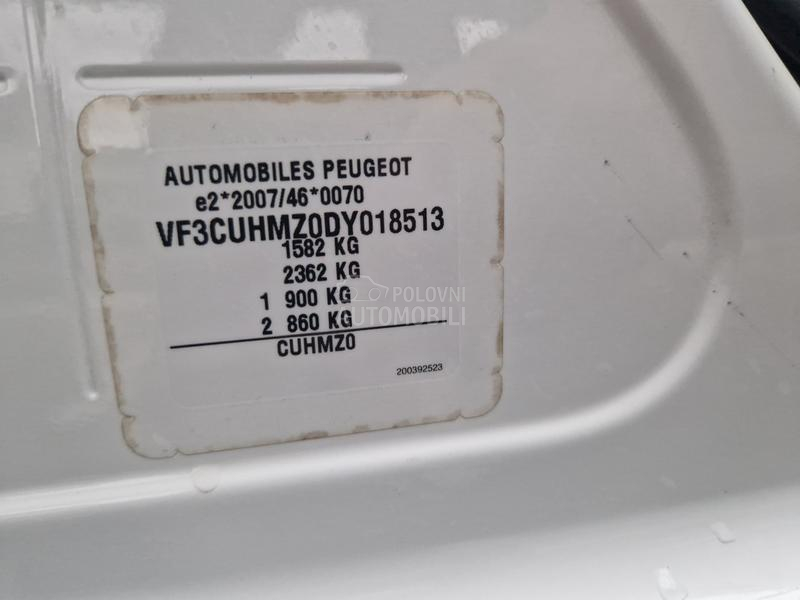 AUTOMOBILES PEUGEOT
e2*2007/46*0070
VF3CUHMZ0DY018513
1582 KG
2362 KG
1 900 KG
2 860 KG
CUHMZ0
200392523
POLOVNI
AUTOMOBILI